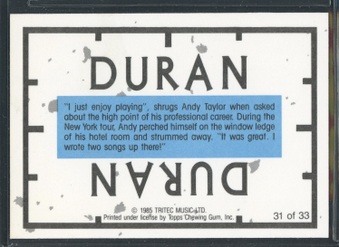 DURAN
"I just enjoy playing", shrugs Andy Taylor when asked
about the high point of his professional career. During the
New York tour, Andy perched himself on the window ledge
of his hotel room and strummed away. "It was great. I
wrote two songs up there!"
DURAN
© 1985 TRITEC MUSIC LTD.
Printed under license by Topps Chewing Gum, Inc.
31 of 33